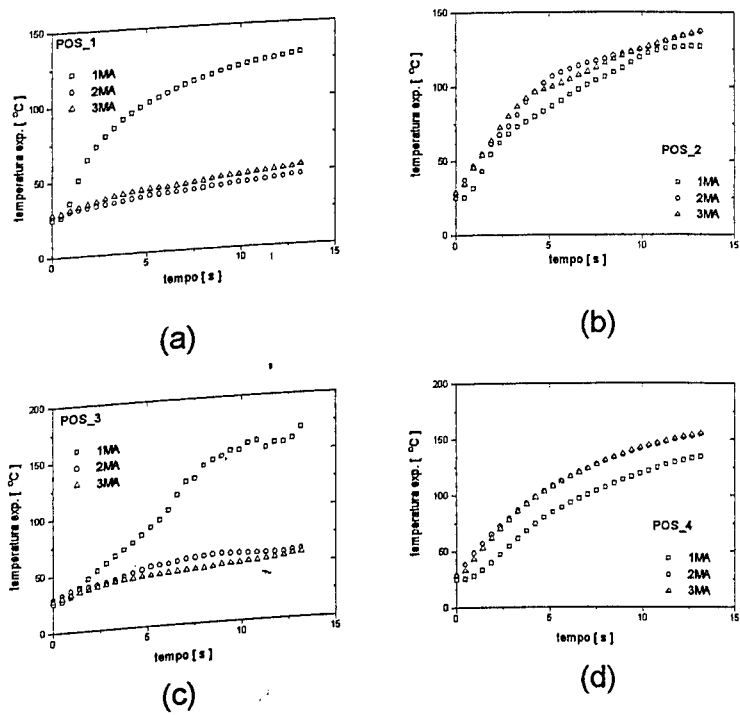 150
100
50
0
temperatura exp. [ °C]
POS_1
1MA
2MA
3MA
0
5
10
15
tempo [ s ]
(a)
150
100
50
0
temperatura exp. [ °C ]
POS_2
1MA
2MA
3MA
0
5
10
15
tempo [ s ]
(b)
200
150
100
50
0
temperatura exp. [ °C]
POS_3
1MA
2MA
3MA
0
5
10
15
tempo [ s ]
(c)
200
150
100
50
0
temperatura exp. [ °C ]
POS_4
1MA
2MA
3MA
0
5
10
15
tempo [ s ]
(d)